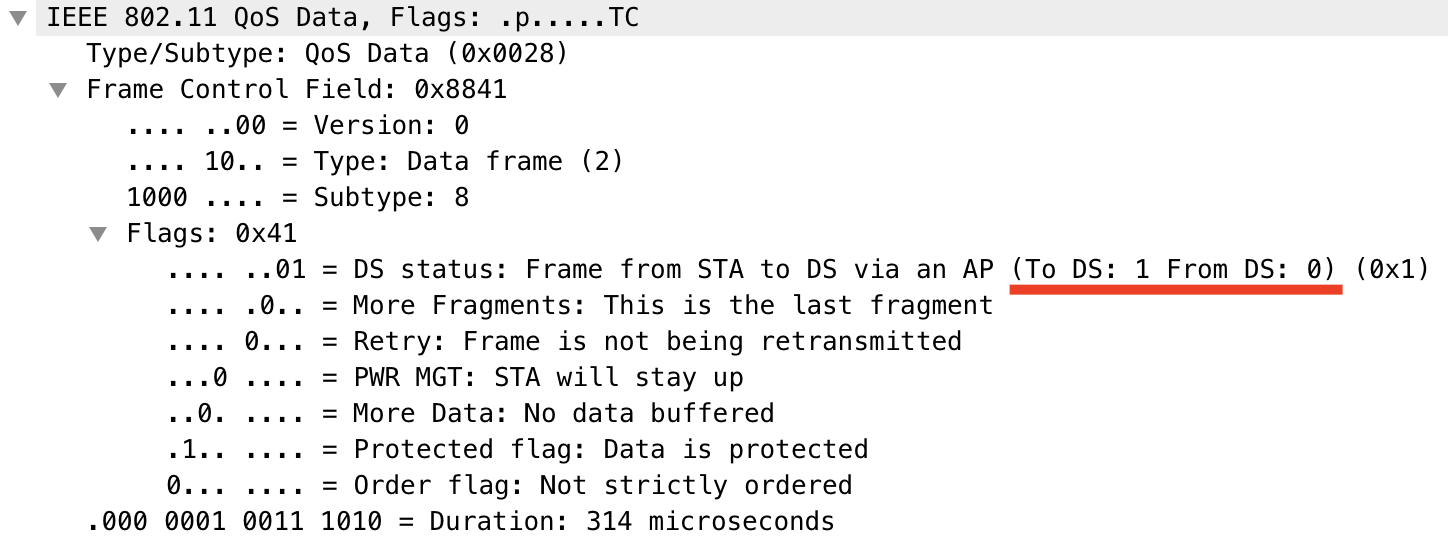 IEEE 802.11 QoS Data, Flags: .p.....TC
Type/Subtype: QoS Data (0x0028)
Frame Control Field: 0x8841
.... ..00 = Version: 0
.... 10.. = Type: Data frame (2)
1000 .... = Subtype: 8
Flags: 0x41
.... ..01 = DS status: Frame from STA to DS via an AP (To DS: 1 From DS: 0) (0x1)
.... .0.. = More Fragments: This is the last fragment
.... 0... = Retry: Frame is not being retransmitted
...0 .... = PWR MGT: STA will stay up
..0. .... = More Data: No data buffered
.1.. .... = Protected flag: Data is protected
0... .... = Order flag: Not strictly ordered
.000 0001 0011 1010 = Duration: 314 microseconds